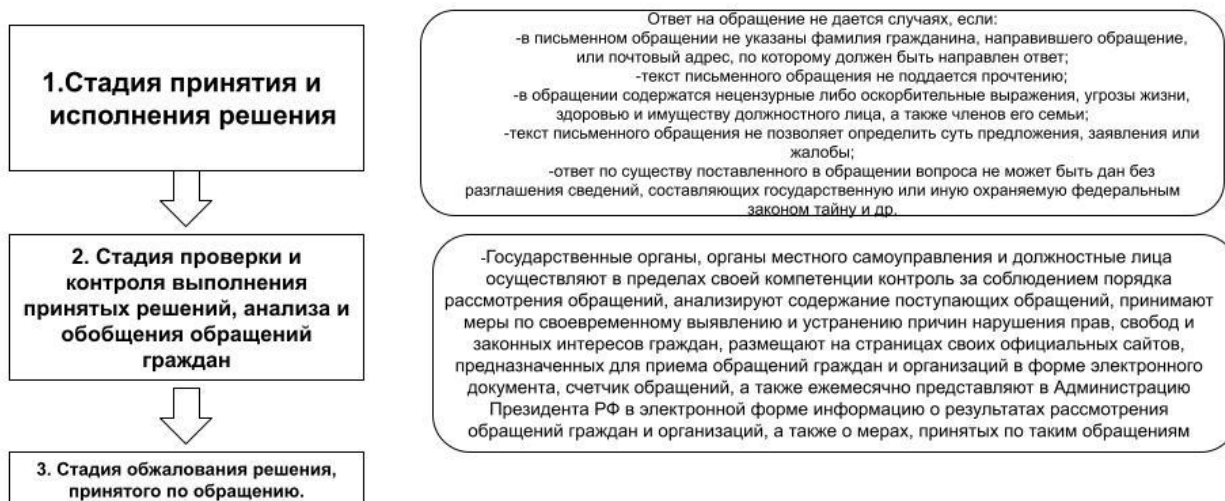 1.Стадия принятия и
исполнения решения
Ответ на обращение не дается случаях, если:
-в письменном обращении не указаны фамилия гражданина, направившего обращение,
или почтовый адрес, по которому должен быть направлен ответ;
-текст письменного обращения не поддается прочтению;
-в обращении содержатся нецензурные либо оскорбительные выражения, угрозы жизни,
здоровью и имуществу должностного лица, а также членов его семьи;
-текст письменного обращения не позволяет определить суть предложения, заявления или
жалобы;
-ответ по существу поставленного в обращении вопроса не может быть дан без
разглашения сведений, составляющих государственную или иную охраняемую федеральным
законом тайну и др.
2. Стадия проверки и
контроля выполнения
принятых решений, анализа и
обобщения обращений
граждан
-Государственные органы, органы местного самоуправления и должностные лица
осуществляют в пределах своей компетенции контроль за соблюдением порядка
рассмотрения обращений, анализируют содержание поступающих обращений, принимают
меры по своевременному выявлению и устранению причин нарушения прав, свобод и
законных интересов граждан, размещают на страницах своих официальных сайтов,
предназначенных для приема обращений граждан и организаций в форме электронного
документа, счетчик обращений, а также ежемесячно представляют в Администрацию
Президента РФ в электронной форме информацию о результатах рассмотрения
обращений граждан и организаций, а также о мерах, принятых по таким обращениям
3. Стадия обжалования решения,
принятого по обращению.